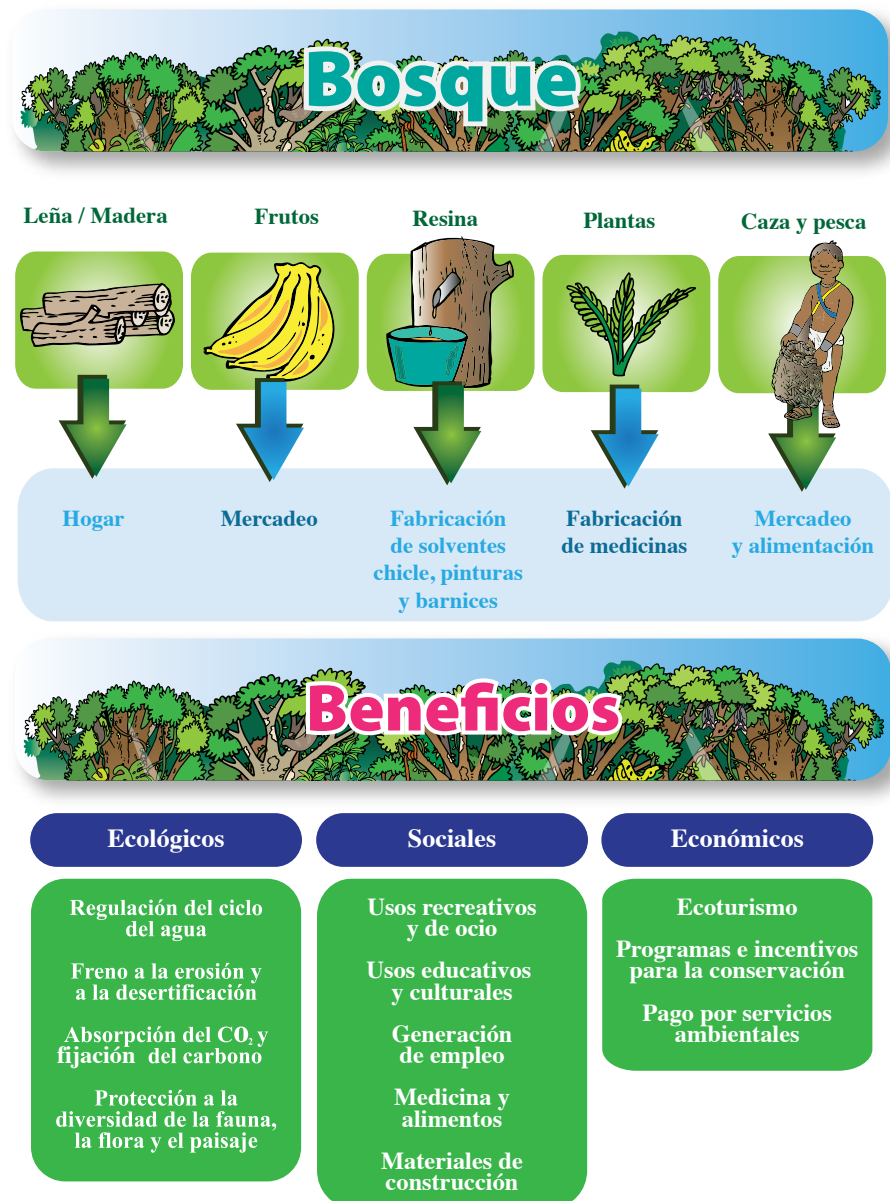 Bosque
Leña / Madera
Frutos
Resina
Plantas
Caza y pesca
Hogar
Mercadeo
Fabricación
de solventes
chicle, pinturas
y barnices
Fabricación
de medicinas
Mercadeo
y alimentación
Beneficios
Ecológicos
Regulación del ciclo
del agua
Freno a la erosión y
a la desertificación
Absorpción del CO₂ y
fijación del carbono
Protección a la
diversidad de la fauna,
la flora y el paisaje
Sociales
Usos recreativos
y de ocio
Usos educativos
y culturales
Generación
de empleo
Medicina y
alimentos
Materiales de
construcción
Económicos
Ecoturismo
Programas e incentivos
para la conservación
Pago por servicios
ambientales